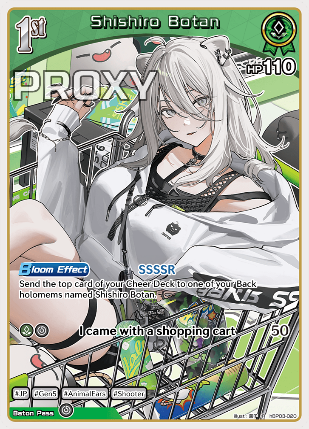 Shishiro Botan
1st
HP110
PROXY
Bloom Effect
SSSSR
Send the top card of your Cheer Deck to one of your Back
holomems named Shishiro Botan.
I came with a shopping cart 50
#JP #Gen5 #AnimalEars #Shooter
Baton Pass
hBP03-020